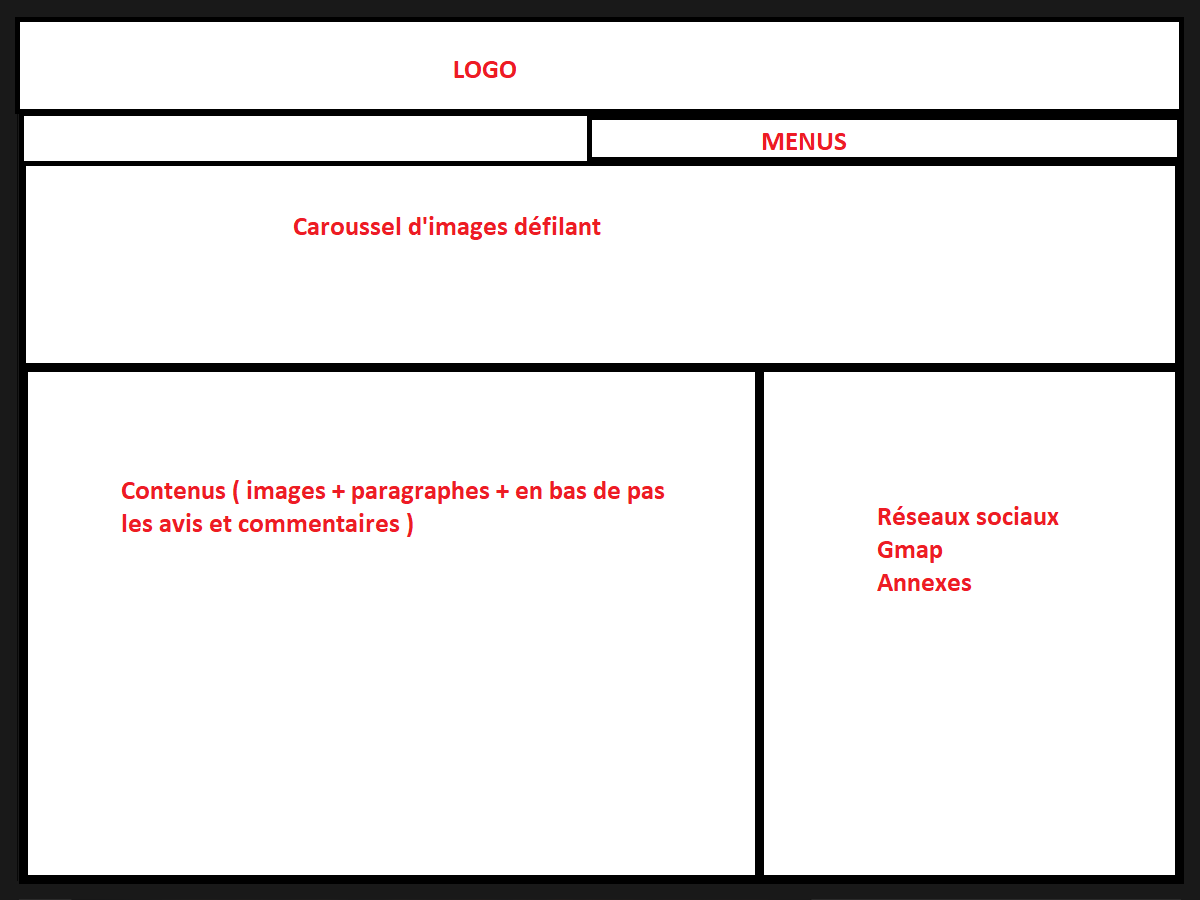 LOGO
MENUS
Caroussel d'images défilant
Contenus ( images + paragraphes + en bas de pas
les avis et commentaires )
Réseaux sociaux
Gmap
Annexes